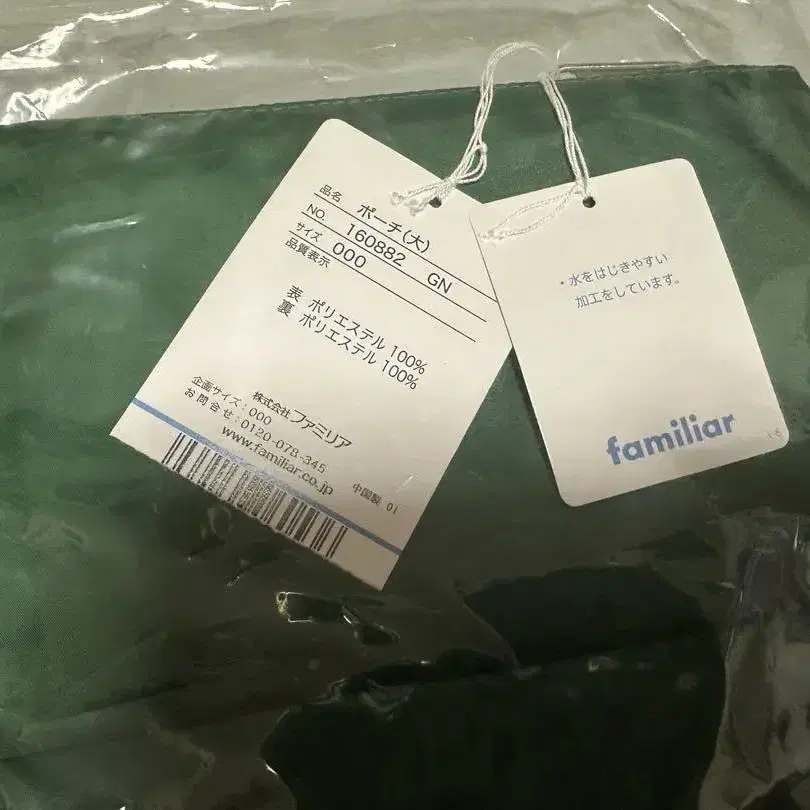 品名 ポーチ(大)
NO. 160882 GN
サイズ 000
品質表示
表 ポリエステル 100%
裏 ポリエステル 100%
株式会社 ファミリア
企画サイズ:000
お問合せ:0120-078-345
www.familiar.co.jp
中国製 01
・水をはじきやすい
加工をしています。
familiar